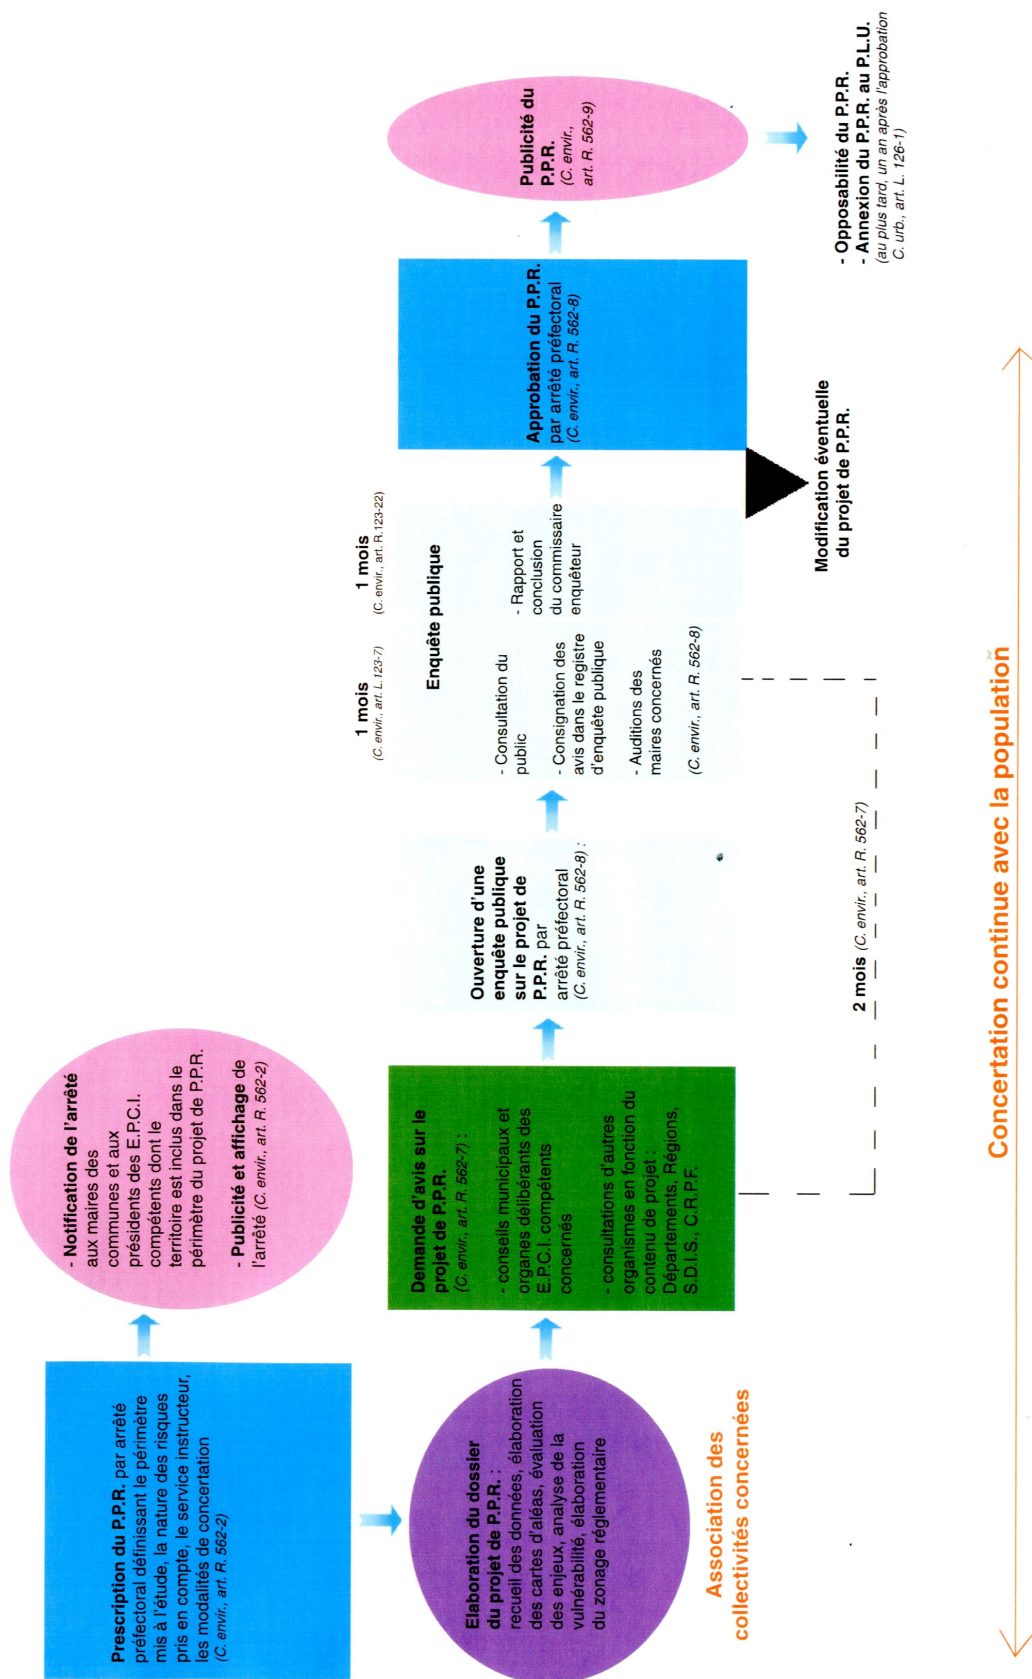 Prescription du P.P.R. par arrêté
préfectoral définissant le périmètre
mis à l'étude, la nature des risques
pris en compte, le service instructeur,
les modalités de concertation
(C. envir., art. R. 562-2)
- Notification de l'arrêté
aux maires des
communes et aux
présidents des E.P.C.I.
compétents dont le
territoire est inclus dans le
périmètre du projet de P.P.R.
- Publicité et affichage de
l'arrêté (C. envir., art. R. 562-2)
Elaboration du dossier
du projet de P.P.R. :
recueil des données, élaboration
des cartes d'aléas, évaluation
des enjeux, analyse de la
vulnérabilité, élaboration
du zonage réglementaire
Demande d'avis sur le
projet de P.P.R.
(C. envir., art. R. 562-7) :
- conseils municipaux et
organes délibérants des
E.P.C.I. compétents
concernés
- consultations d'autres
organismes en fonction du
contenu de projet :
Départements, Régions,
S.D.I.S., C.R.P.F.
Ouverture d'une
enquête publique
sur le projet de
P.P.R. par
arrêté préfectoral
(C. envir., art. R. 562-8) :
1 mois
(C. envir., art. L.123-7)
1 mois
(C. envir., art. R.123-22)
Enquête publique
- Consultation du
public
- Consignation des
avis dans le registre
d'enquête publique
- Auditions des
maires concernés
(C. envir., art. R. 562-8)
- Rapport et
conclusion
du commissaire
enquêteur
Approbation du P.P.R.
par arrêté préfectoral
(C. envir., art. R. 562-8)
Publicité du
P.P.R.
(C. envir.,
art. R. 562-9)
- Opposabilité du P.P.R.
- Annexion du P.P.R. au P.L.U.
(au plus tard, un an après l'approbation
C. urb., art. L. 126-1)
Modification éventuelle
du projet de P.P.R.
2 mois (C. envir., art. R. 562-7)
Association des
collectivités concernées
Concertation continue avec la population